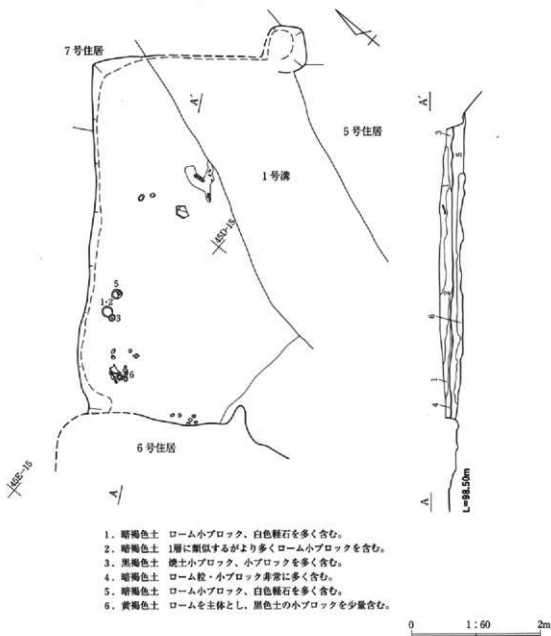 7号住居
A´
A´
5号住居
3
5
1号溝
45D-15
5
1・2
3
2
6
6
1
4
6号住居
45E-15
A
A
L=98.50m
1. 暗褐色土 ローム小ブロック、白色軽石を多く含む。
2. 暗褐色土 1層に類似するがより多くローム小ブロックを含む。
3. 黒褐色土 焼土小ブロック、小ブロックを多く含む。
4. 暗褐色土 ローム粒・小ブロック非常に多く含む。
5. 暗褐色土 ローム小ブロック、白色軽石を多く含む。
6. 黄褐色土 ロームを主体とし、黒色土の小ブロックを少量含む。
0 1:60 2m